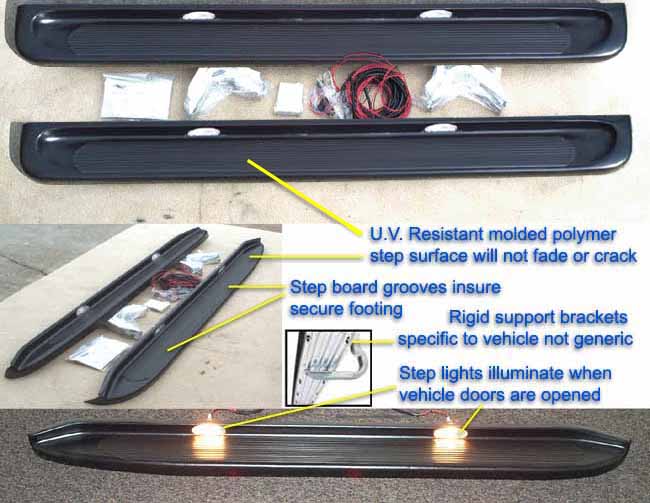 U.V. Resistant molded polymer
step surface will not fade or crack
Step board grooves insure
secure footing
Rigid support brackets
specific to vehicle not generic
Step lights illuminate when
vehicle doors are opened